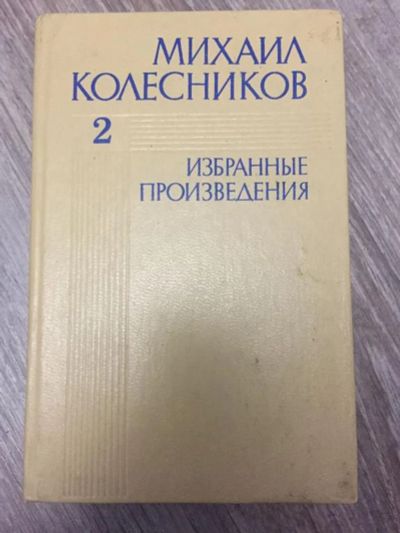 МИХАИЛ
КОЛЕСНИКОВ
2
ИЗБРАННЫЕ
ПРОИЗВЕДЕНИЯ